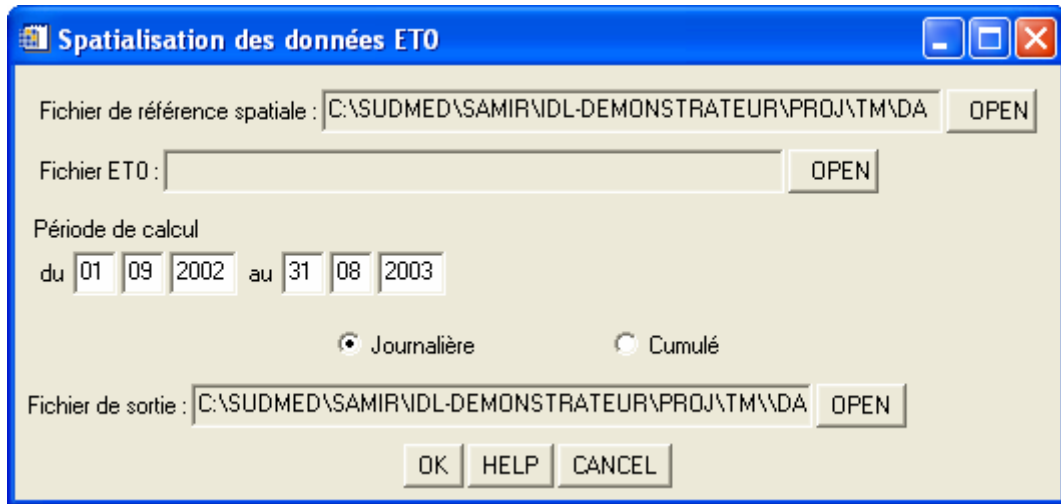 Spatialisation des données ET0
Fichier de référence spatiale : C:\SUDMED\SAMIR\IDL-DEMONSTRATEUR\PROJ\TM\DA OPEN
Fichier ET0 : OPEN
Période de calcul
du 01 09 2002 au 31 08 2003
Journalière Cumulé
Fichier de sortie : C:\SUDMED\SAMIR\IDL-DEMONSTRATEUR\PROJ\TM\\DA OPEN
OK HELP CANCEL